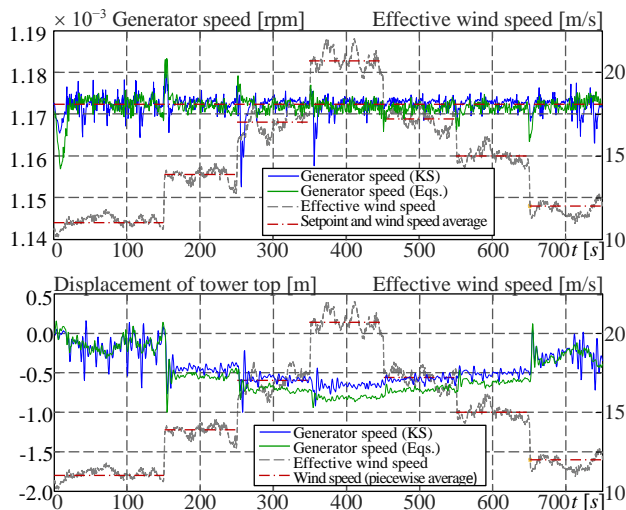 × 10⁻³ Generator speed [rpm] Effective wind speed [m/s]
1.19
1.18
1.17
1.16
1.15
1.14
20
15
10
Generator speed (KS)
Generator speed (Eqs.)
Effective wind speed
Setpoint and wind speed average
0 100 200 300 400 500 600 700 t [s]
Displacement of tower top [m] Effective wind speed [m/s]
0.5
0.0
-0.5
-1.0
-1.5
-2.0
20
15
10
Generator speed (KS)
Generator speed (Eqs.)
Effective wind speed
Wind speed (piecewise average)
0 100 200 300 400 500 600 700 t [s]